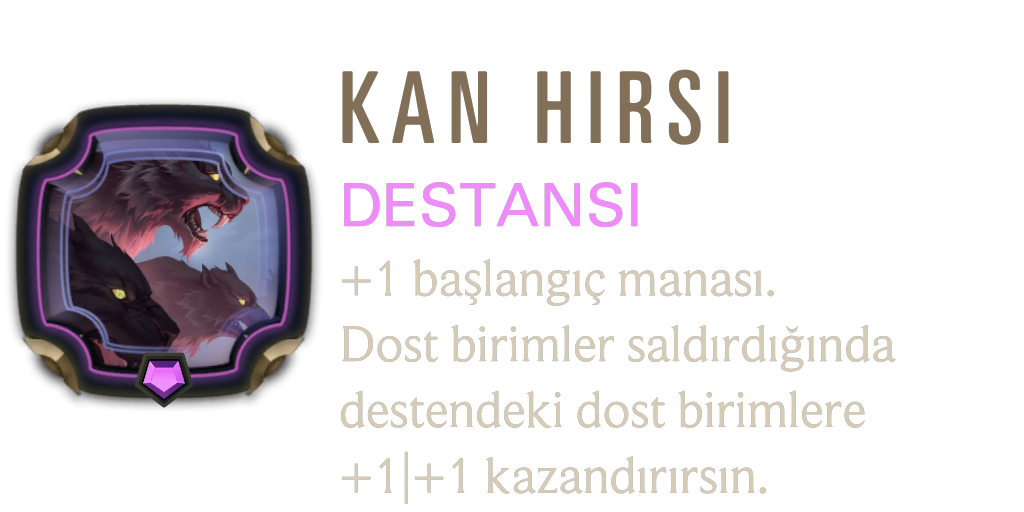 KAN HIRSI
DESTANSI
+1 başlangıç manası.
Dost birimler saldırdığında
destendeki dost birimlere
+1|+1 kazandırırsın.